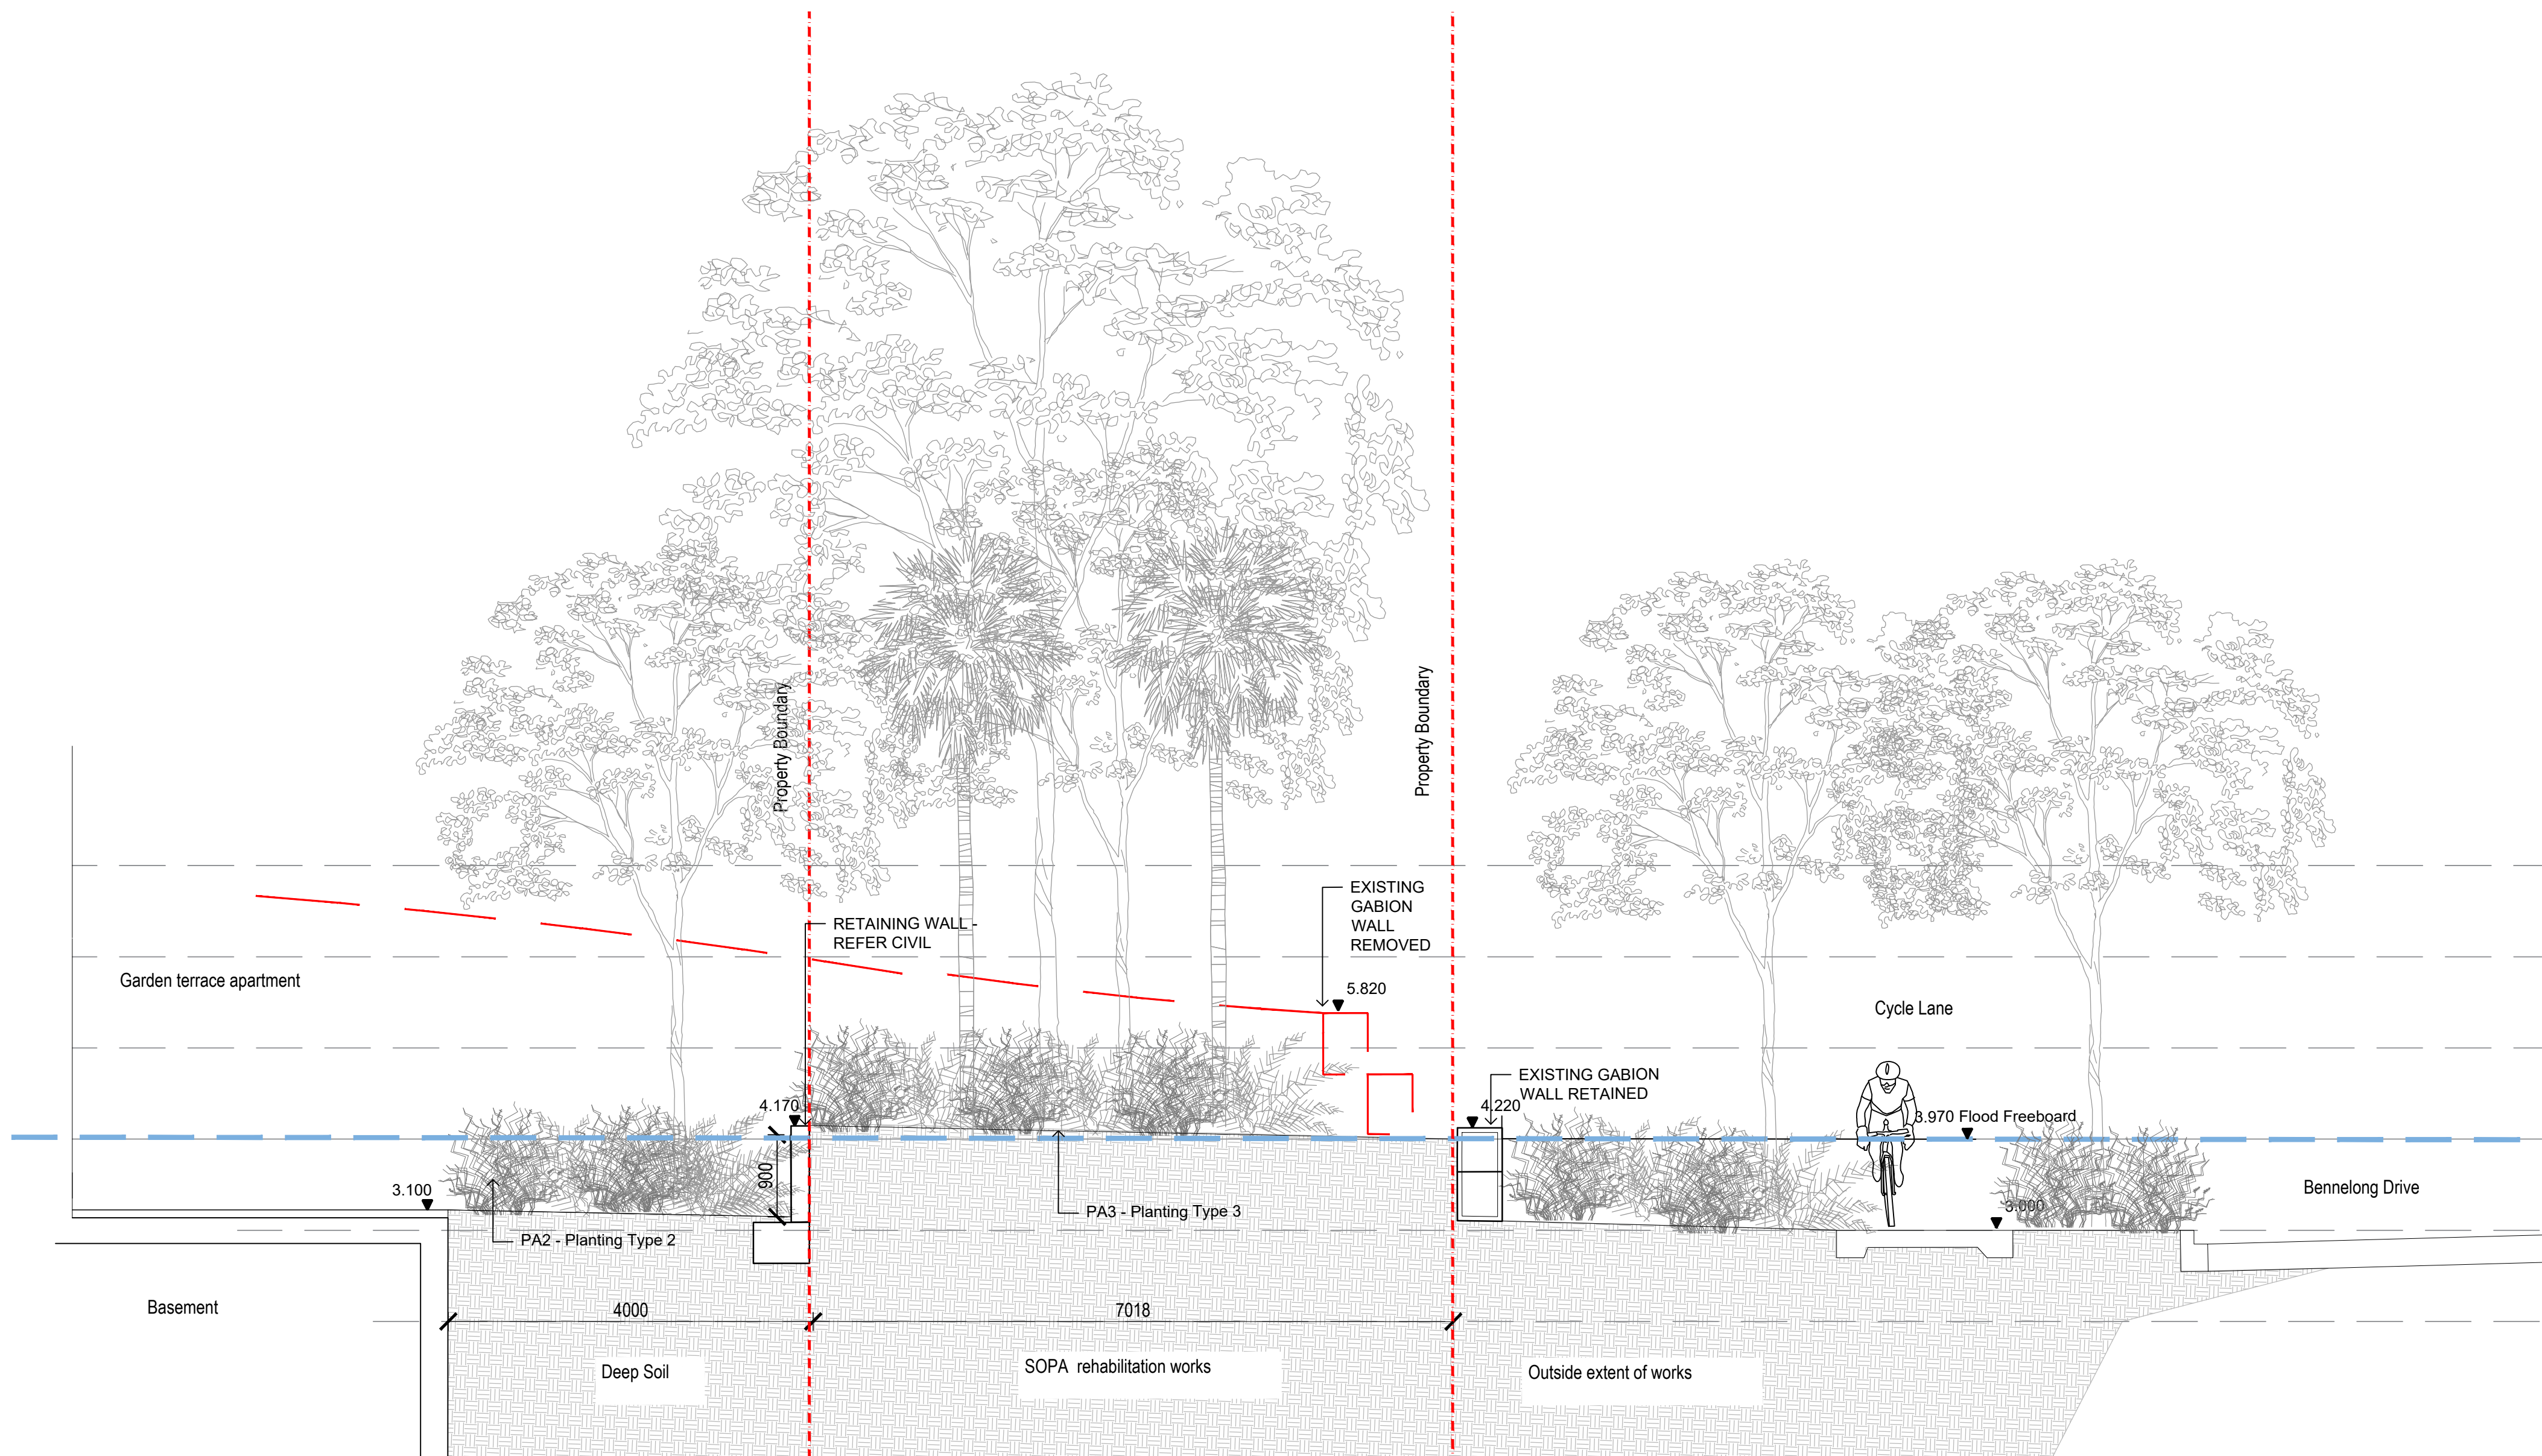 Property Boundary
Property Boundary
EXISTING
GABION
WALL
REMOVED
RETAINING WALL -
REFER CIVIL
Garden terrace apartment
5.820
Cycle Lane
EXISTING GABION
WALL RETAINED
4.170
4.220
3.970 Flood Freeboard
900
3.100
Bennelong Drive
3.000
PA3 - Planting Type 3
PA2 - Planting Type 2
Basement
4000
7018
Deep Soil
SOPA rehabilitation works
Outside extent of works